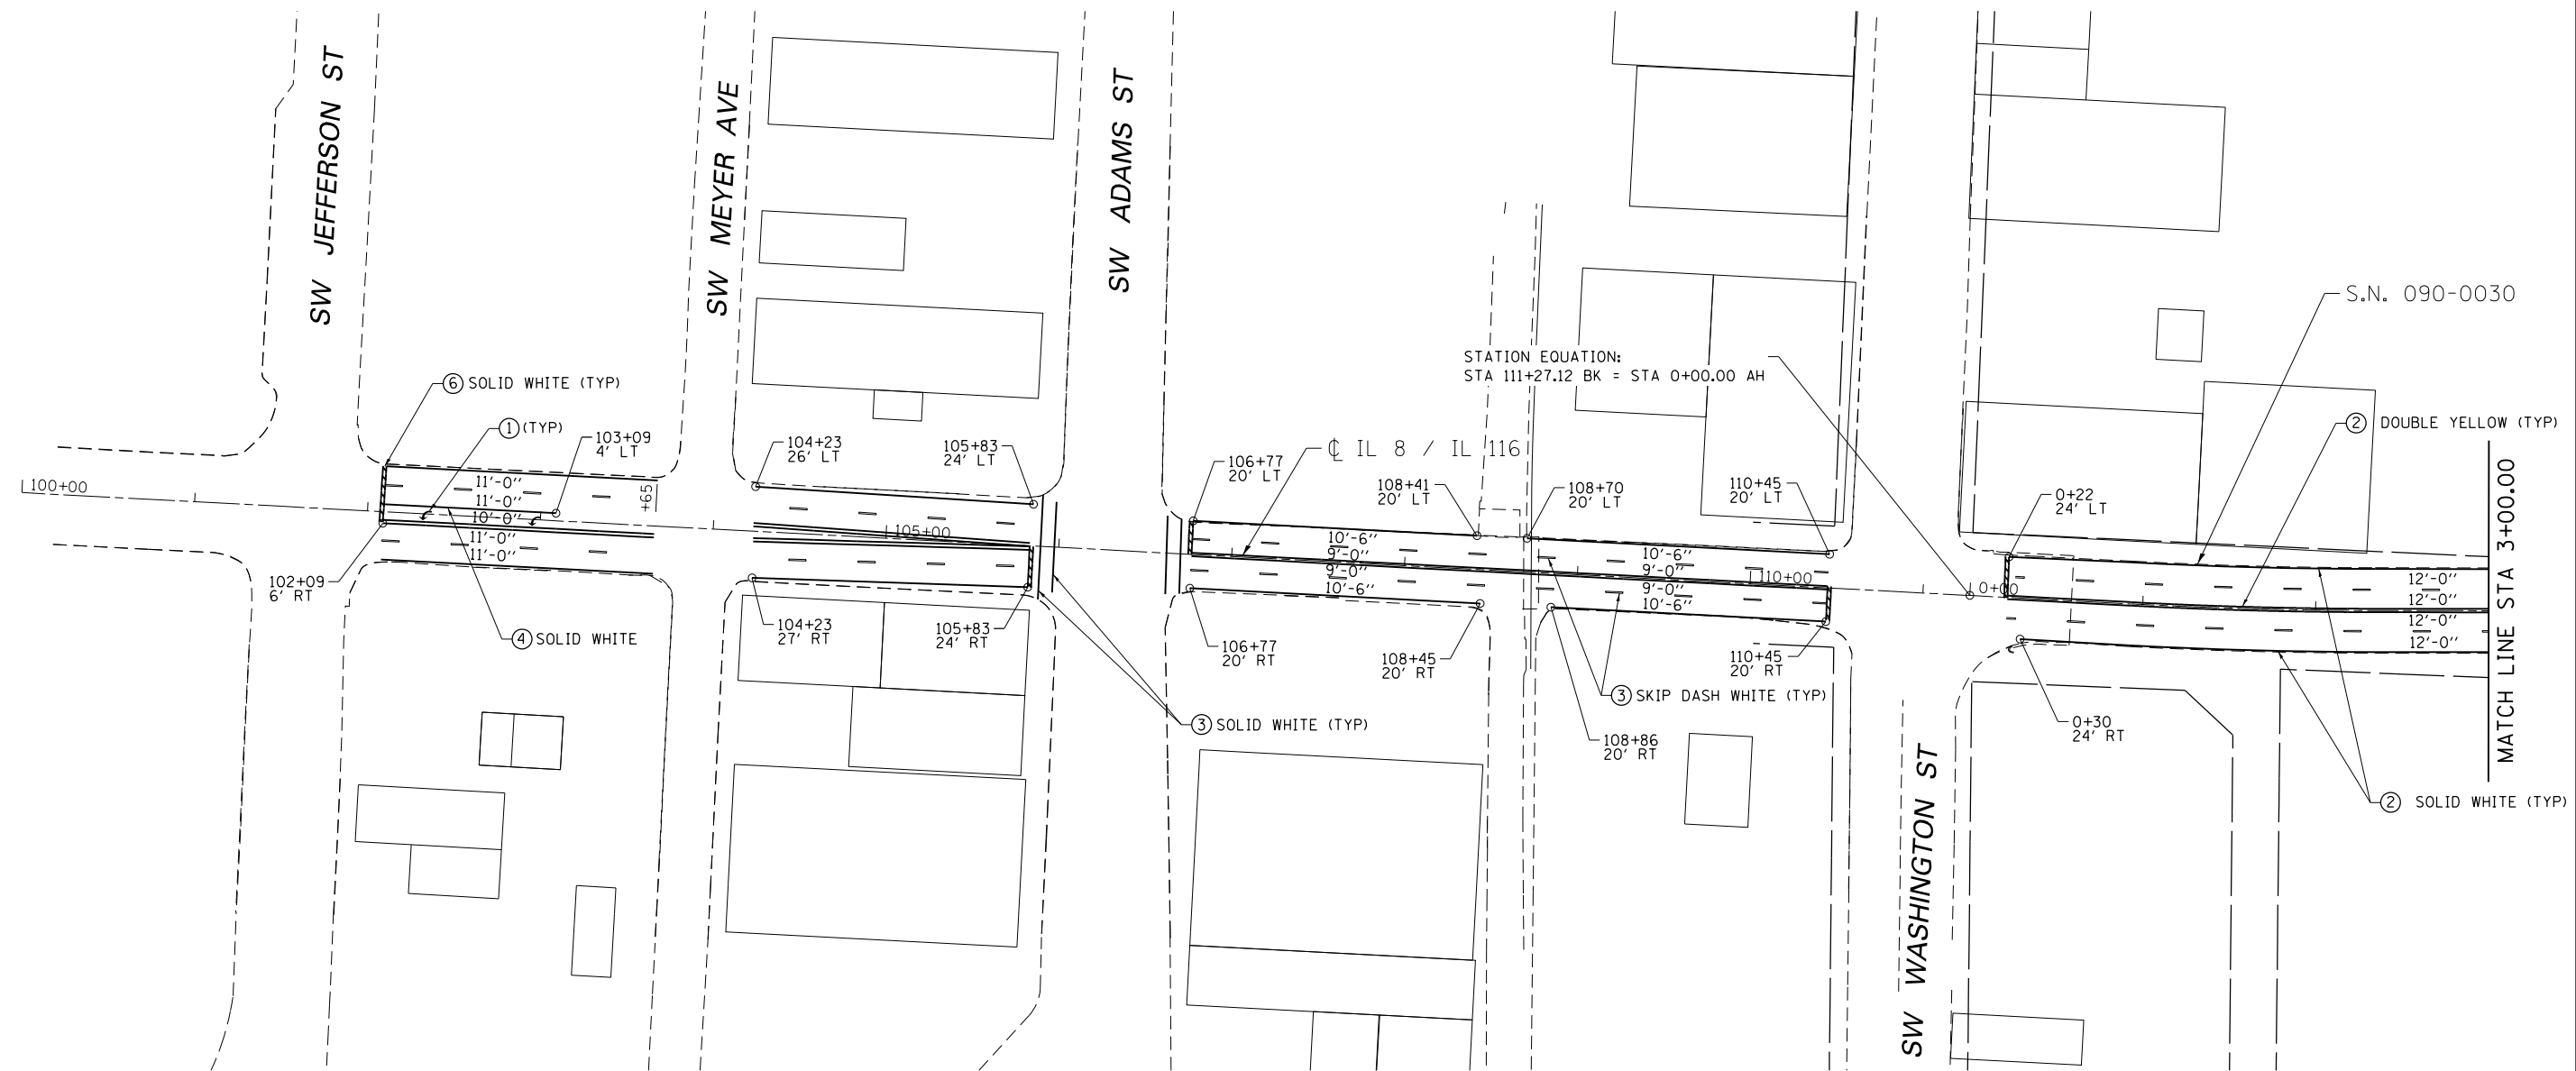 SW JEFFERSON ST
SW MEYER AVE
SW ADAMS ST
S.N. 090-0030
STATION EQUATION:
STA 111+27.12 BK = STA 0+00.00 AH
⑥ SOLID WHITE (TYP)
① (TYP)
103+09
4' LT
104+23
26' LT
105+83
24' LT
℄ IL 8 / IL 116
106+77
20' LT
108+41
20' LT
108+70
20' LT
110+45
20' LT
② DOUBLE YELLOW (TYP)
0+22
24' LT
MATCH LINE STA 3+00.00
100+00
+65
105+00
110+00
0+00
11'-0"
11'-0"
10'-0"
11'-0"
11'-0"
10'-6"
9'-0"
9'-0"
10'-6"
10'-6"
9'-0"
9'-0"
10'-6"
12'-0"
12'-0"
12'-0"
12'-0"
102+09
6' RT
④ SOLID WHITE
104+23
27' RT
105+83
24' RT
106+77
20' RT
108+45
20' RT
110+45
20' RT
③ SKIP DASH WHITE (TYP)
③ SOLID WHITE (TYP)
108+86
20' RT
0+30
24' RT
② SOLID WHITE (TYP)
SW WASHINGTON ST